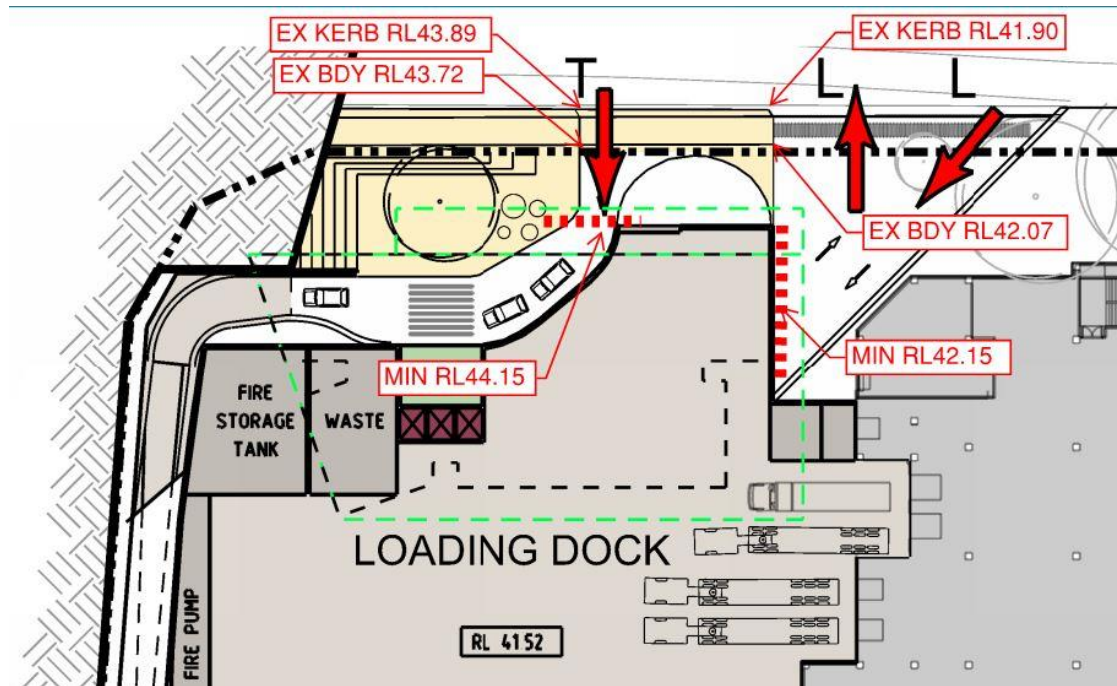 EX KERB RL43.89
EX KERB RL41.90
EX BDY RL43.72
T
L
L
EX BDY RL42.07
MIN RL44.15
MIN RL42.15
FIRE
STORAGE
TANK
WASTE
LOADING DOCK
FIRE PUMP
RL 4152